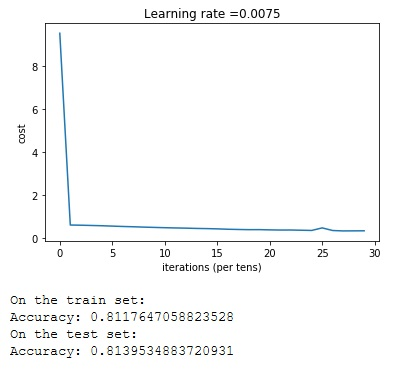 Learning rate =0.0075
8
6
4
2
0
cost
0 5 10 15 20 25 30
iterations (per tens)
On the train set:
Accuracy: 0.8117647058823528
On the test set:
Accuracy: 0.8139534883720931